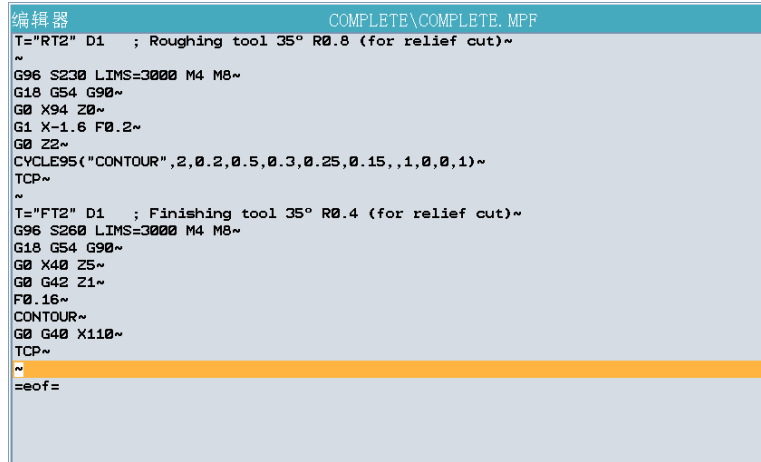 编辑器 COMPLETE\COMPLETE.MPF
T="RT2" D1 ; Roughing tool 35° R0.8 (for relief cut)~
~
G96 S230 LIMS=3000 M4 M8~
G18 G54 G90~
G0 X94 Z0~
G1 X-1.6 F0.2~
G0 Z2~
CYCLE95("CONTOUR",2,0.2,0.5,0.3,0.25,0.15,,1,0,0,1)~
TCP~
~
T="FT2" D1 ; Finishing tool 35° R0.4 (for relief cut)~
G96 S260 LIMS=3000 M4 M8~
G18 G54 G90~
G0 X40 Z5~
G0 G42 Z1~
F0.16~
CONTOUR~
G0 G40 X110~
TCP~
~
=eof=